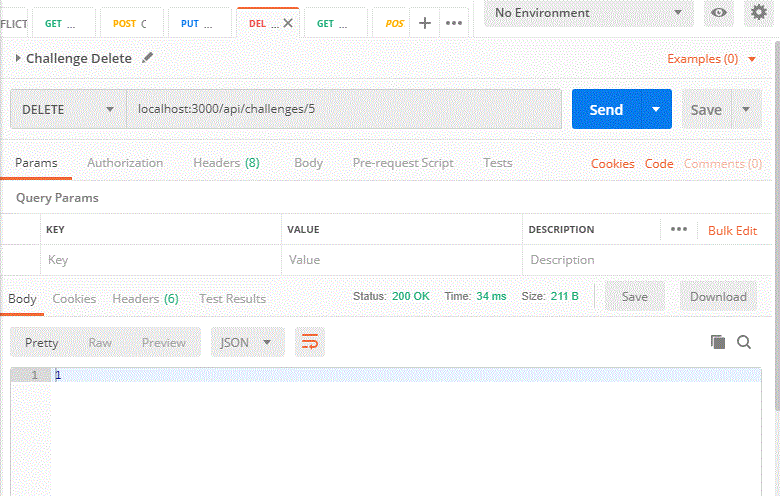 FLICT GET ... POST C PUT ... DEL ... GET ... POS + ••• No Environment
Challenge Delete Examples (0)
DELETE localhost:3000/api/challenges/5 Send Save
Params Authorization Headers (8) Body Pre-request Script Tests Cookies Code Comments (0)
Query Params
KEY VALUE DESCRIPTION ••• Bulk Edit
Key Value Description
Body Cookies Headers (6) Test Results Status: 200 OK Time: 34 ms Size: 211 B Save Download
Pretty Raw Preview JSON
1 1